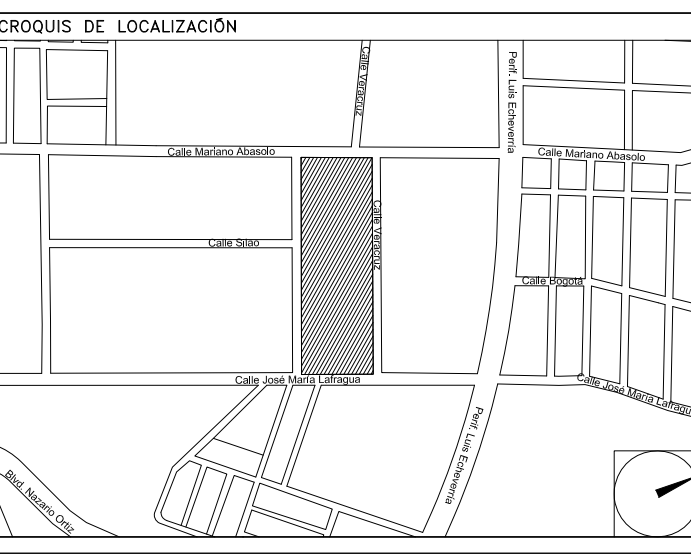 CROQUIS DE LOCALIZACIÓN
Calle Veracruz
Perif. Luis Echeverría
Calle Mariano Abasolo
Calle Mariano Abasolo
Calle Veracruz
Calle Silao
Calle Bogotá
Calle José María Lafragua
Calle José María Lafragua
Perif. Luis Echeverría
Blvd. Nazario Ortiz